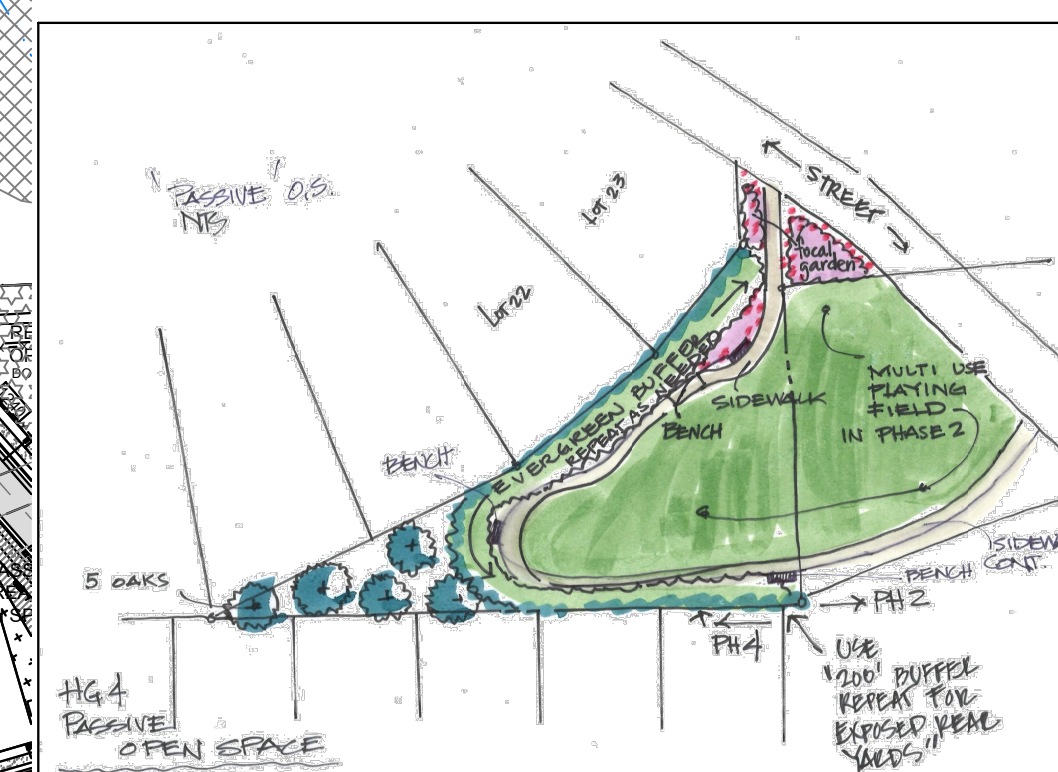 "PASSIVE" O.S.
NTS
LOT 23
LOT 22
STREET
focal
garden
EVERGREEN BUFFER
REPEAT AS NEEDED
SIDEWALK
BENCH
MULTI USE
PLAYING
FIELD
IN PHASE 2
BENCH
5 OAKS
SIDEW
CONT.
BENCH
PH 2
PH 4
USE
"200' BUFFER
REPEAT FOR
EXPOSED REAR
YARDS"
HG 4
PASSIVE
OPEN SPACE